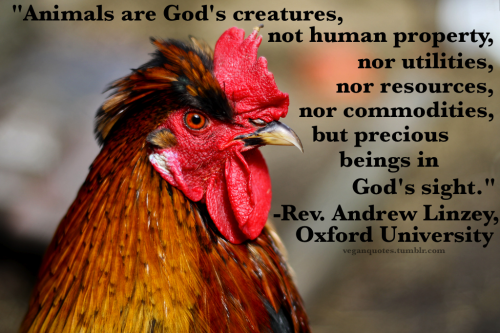 "Animals are God's creatures,
not human property,
nor utilities,
nor resources,
nor commodities,
but precious
beings in
God's sight."
-Rev. Andrew Linzey,
Oxford University
veganquotes.tumblr.com